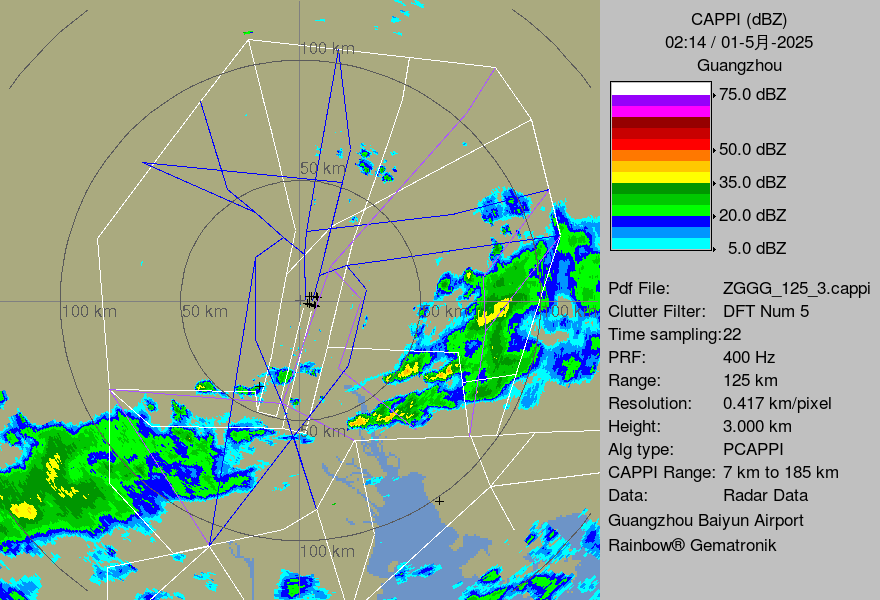 CAPPI (dBZ)
02:14 / 01-5月-2025
Guangzhou
75.0 dBZ
50.0 dBZ
35.0 dBZ
20.0 dBZ
5.0 dBZ
Pdf File: ZGGG_125_3.cappi
Clutter Filter: DFT Num 5
Time sampling:22
PRF: 400 Hz
Range: 125 km
Resolution: 0.417 km/pixel
Height: 3.000 km
Alg type: PCAPPI
CAPPI Range: 7 km to 185 km
Data: Radar Data
Guangzhou Baiyun Airport
Rainbow® Gematronik
100 km
50 km
100 km
50 km
50 km
100 km
50 km
100 km